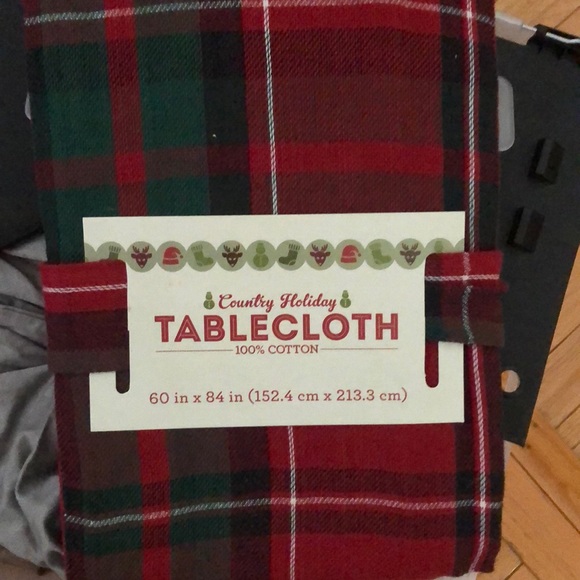 Country Holiday
TABLECLOTH
100% COTTON
60 in x 84 in (152.4 cm x 213.3 cm)